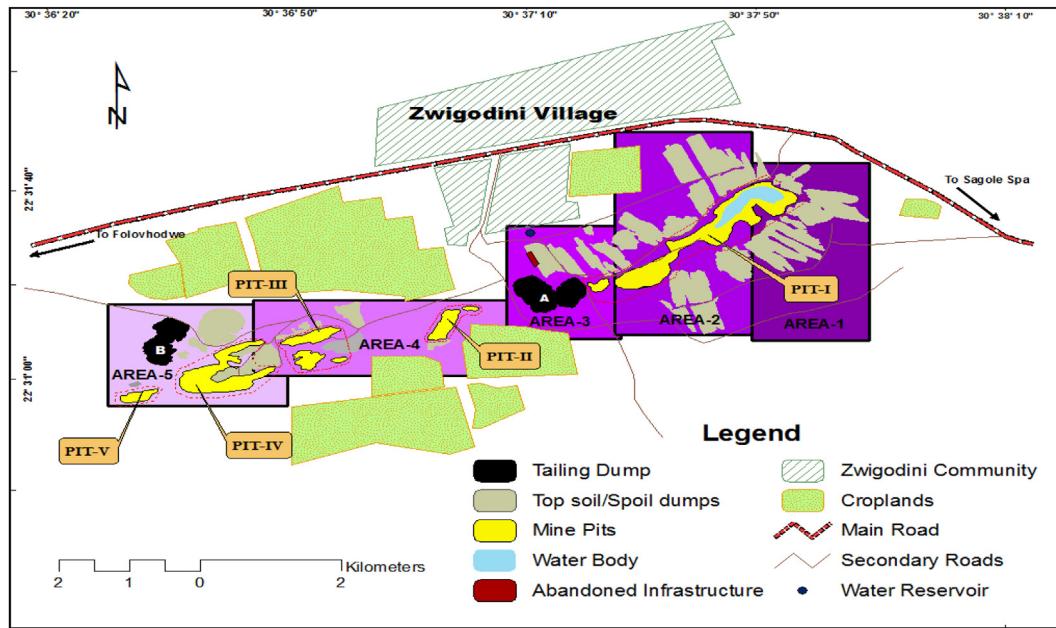 30° 36' 20"
30° 36' 50"
30° 37' 10"
30° 37' 50"
30° 38' 10"
N
Zwigodini Village
22° 31' 40"
To Sagole Spa
To Folovhodwe
PIT-III
PIT-I
A
AREA-3
AREA-2
AREA-1
B
AREA-4
PIT-II
AREA-5
22° 31' 00"
PIT-V
PIT-IV
Legend
Tailing Dump
Top soil/Spoil dumps
Mine Pits
Water Body
Abandoned Infrastructure
Zwigodini Community
Croplands
Main Road
Secondary Roads
Water Reservoir
Kilometers
2 1 0 2